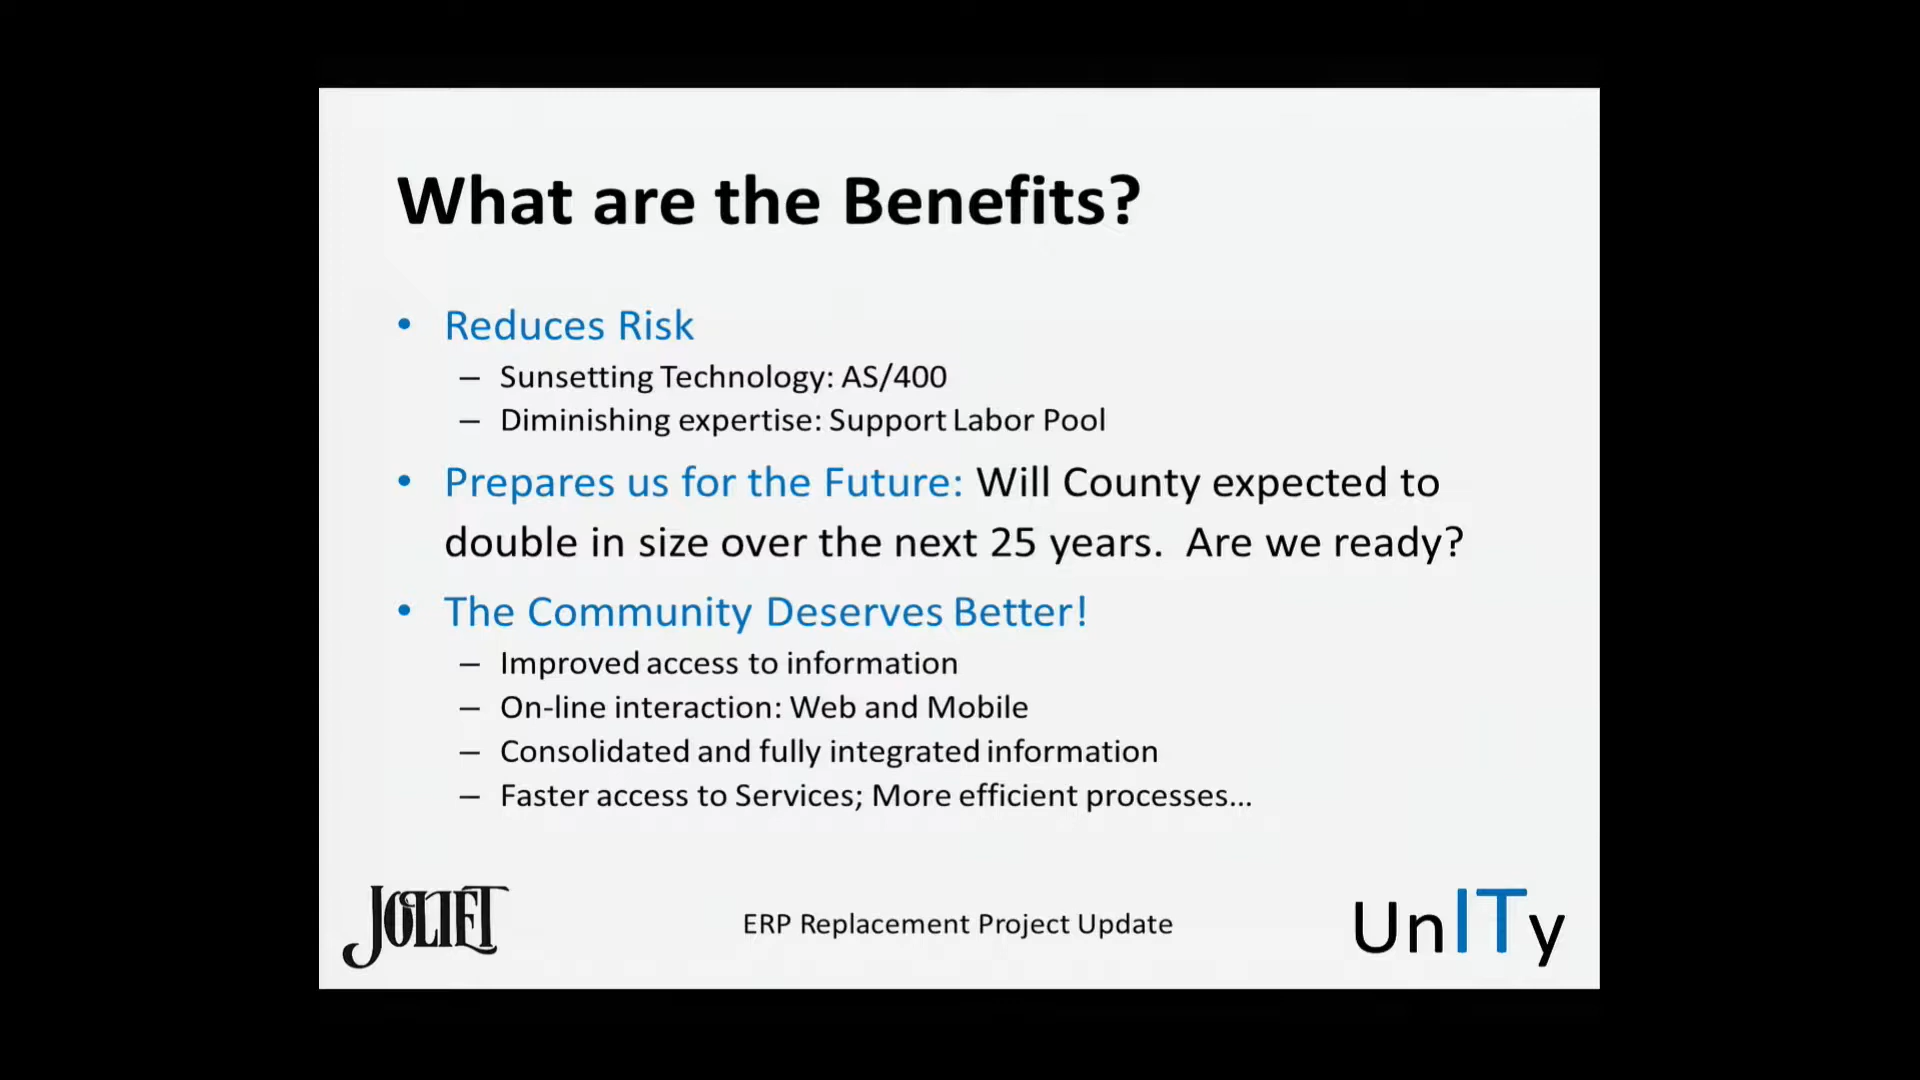 What are the Benefits?
• Reduces Risk
– Sunsetting Technology: AS/400
– Diminishing expertise: Support Labor Pool
• Prepares us for the Future: Will County expected to
double in size over the next 25 years.  Are we ready?
• The Community Deserves Better!
– Improved access to information
– On-line interaction: Web and Mobile
– Consolidated and fully integrated information
– Faster access to Services; More efficient processes...
JOLIET
ERP Replacement Project Update
UnITy